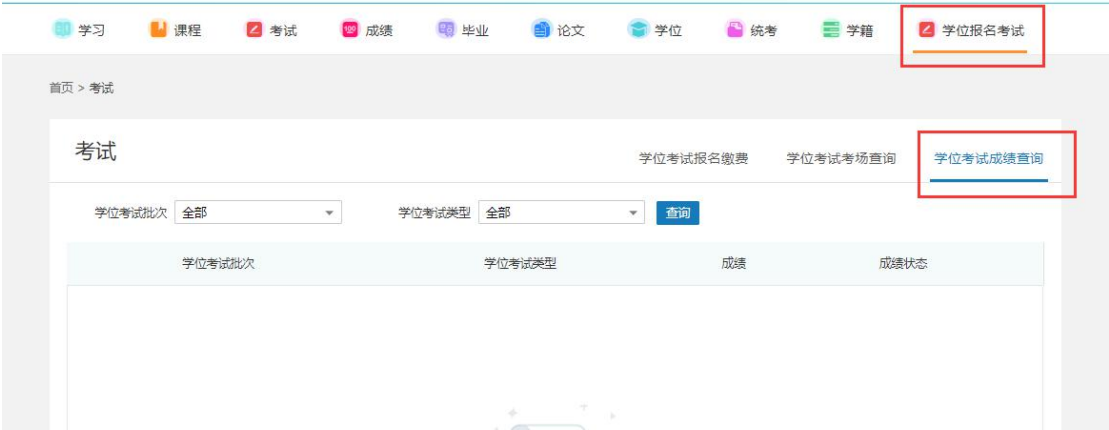 学习 课程 考试 100 成绩 毕业 论文 学位 统考 学籍 学位报名考试
首页 > 考试
考试 学位考试报名缴费 学位考试考场查询 学位考试成绩查询
学位考试批次 全部 学位考试类型 全部 查询
学位考试批次 学位考试类型 成绩 成绩状态